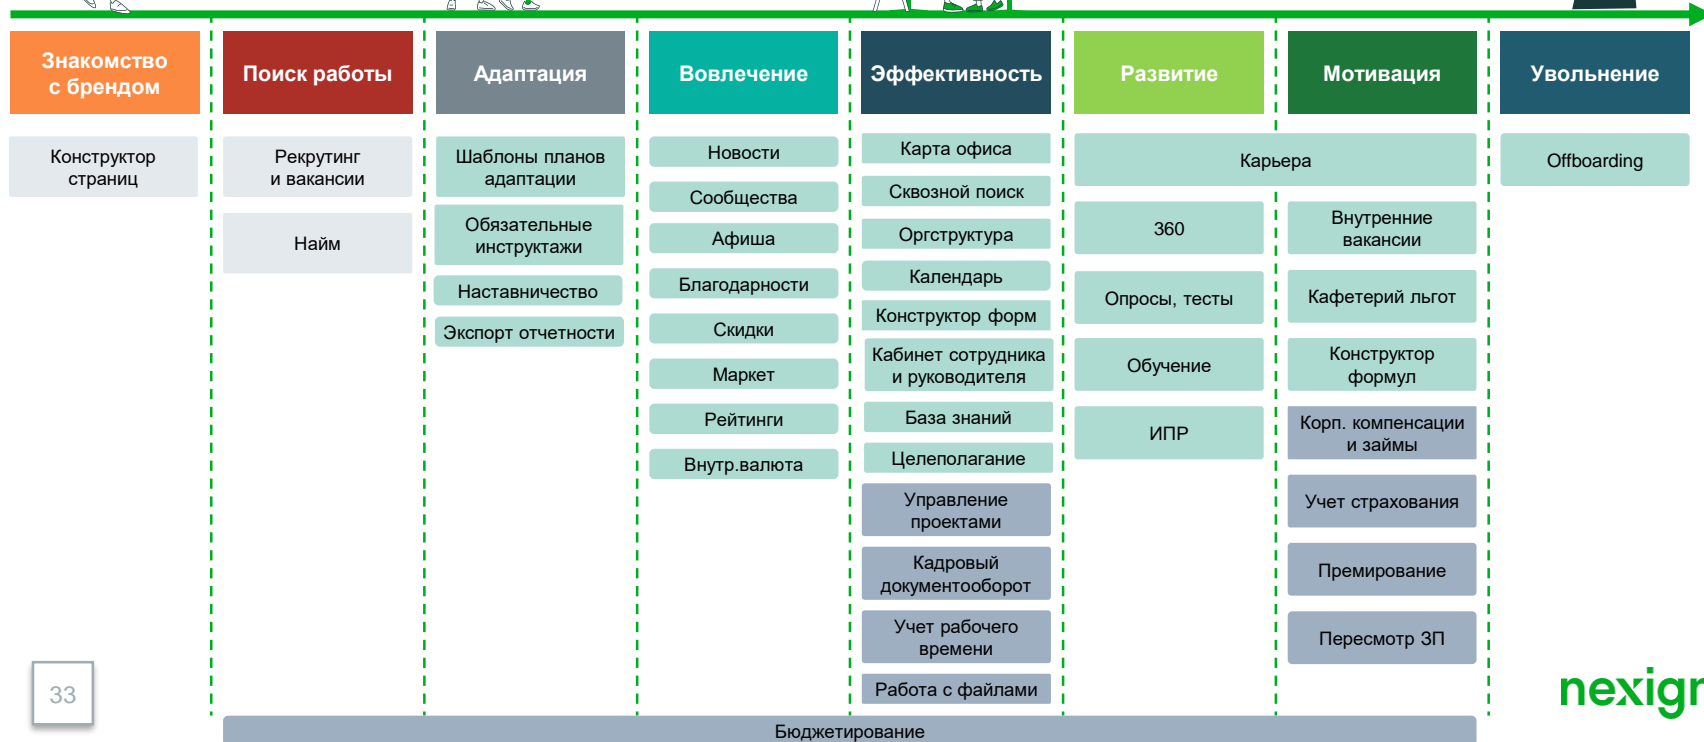 Знакомство
с брендом
Поиск работы
Адаптация
Вовлечение
Эффективность
Развитие
Мотивация
Увольнение
Конструктор
страниц
Рекрутинг
и вакансии
Найм
Шаблоны планов
адаптации
Обязательные
инструктажи
Наставничество
Экспорт отчетности
Новости
Сообщества
Афиша
Благодарности
Скидки
Маркет
Рейтинги
Внутр.валюта
Карта офиса
Сквозной поиск
Оргструктура
Календарь
Конструктор форм
Кабинет сотрудника
и руководителя
База знаний
Целеполагание
Управление
проектами
Кадровый
документооборот
Учет рабочего
времени
Работа с файлами
Карьера
360
Опросы, тесты
Обучение
ИПР
Внутренние
вакансии
Кафетерий льгот
Конструктор
формул
Корп. компенсации
и займы
Учет страхования
Премирование
Пересмотр ЗП
Offboarding
Бюджетирование
33
nexign